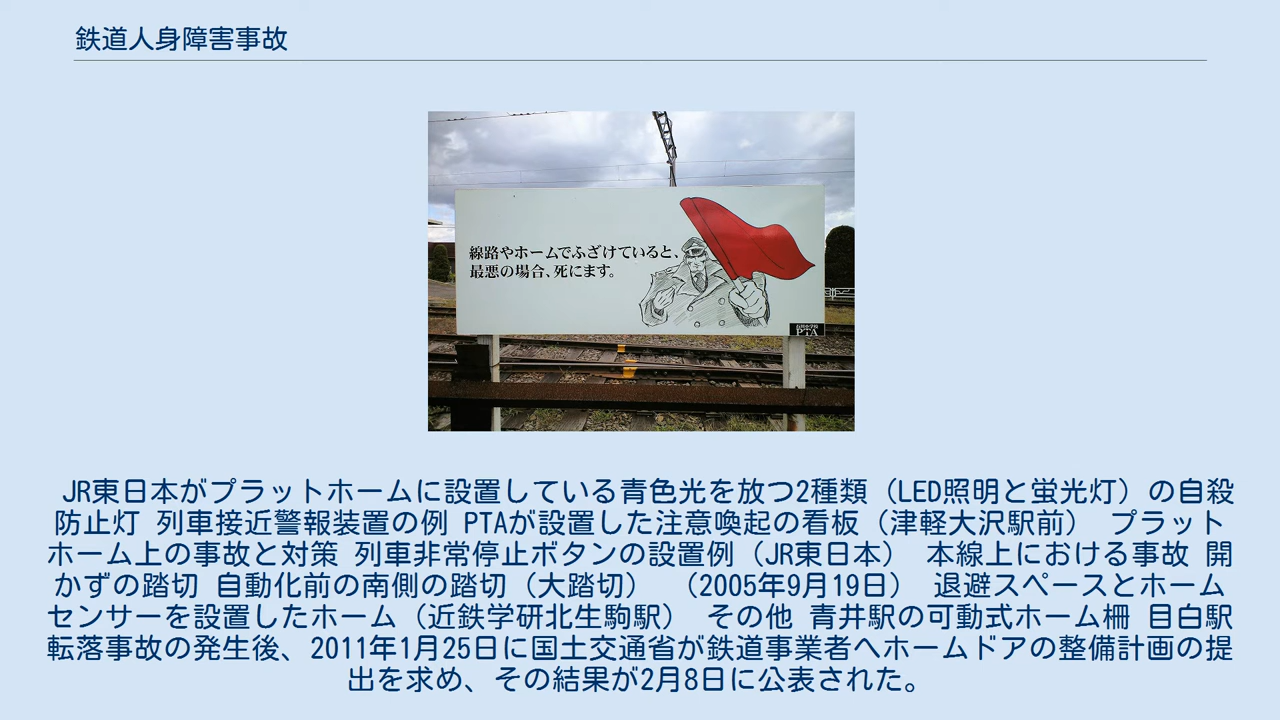 鉄道人身障害事故
線路やホームでふざけていると、
最悪の場合、死にます。
PTA
JR東日本がプラットホームに設置している青色光を放つ2種類（LED照明と蛍光灯）の自殺
防止灯 列車接近警報装置の例 PTAが設置した注意喚起の看板（津軽大沢駅前） プラット
ホーム上の事故と対策 列車非常停止ボタンの設置例（JR東日本） 本線上における事故 開
かずの踏切 自動化前の南側の踏切（大踏切） （2005年9月19日） 退避スペースとホーム
センサーを設置したホーム（近鉄学研北生駒駅） その他 青井駅の可動式ホーム柵 目白駅
転落事故の発生後、2011年1月25日に国土交通省が鉄道事業者へホームドアの整備計画の提
出を求め、その結果が2月8日に公表された。